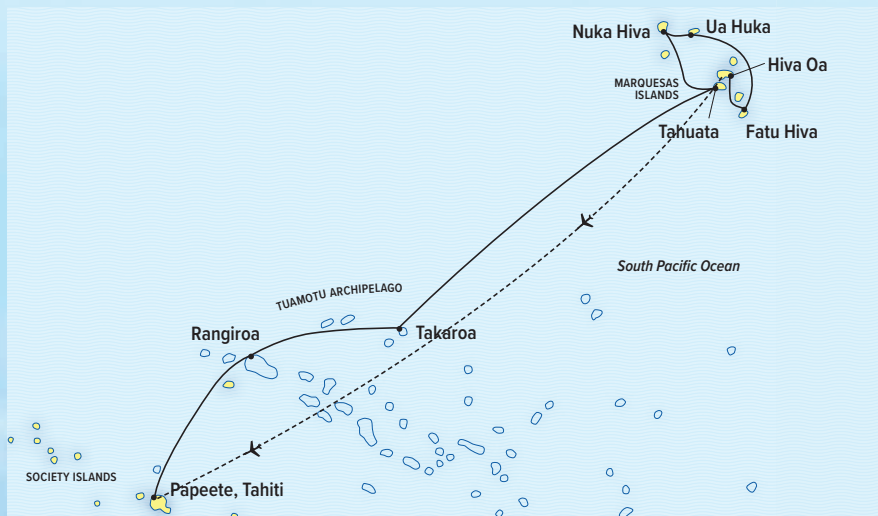 Nuka Hiva
Ua Huka
Hiva Oa
MARQUESAS
ISLANDS
Tahuata
Fatu Hiva
South Pacific Ocean
TUAMOTU ARCHIPELAGO
Rangiroa
Takaroa
SOCIETY ISLANDS
Papeete, Tahiti